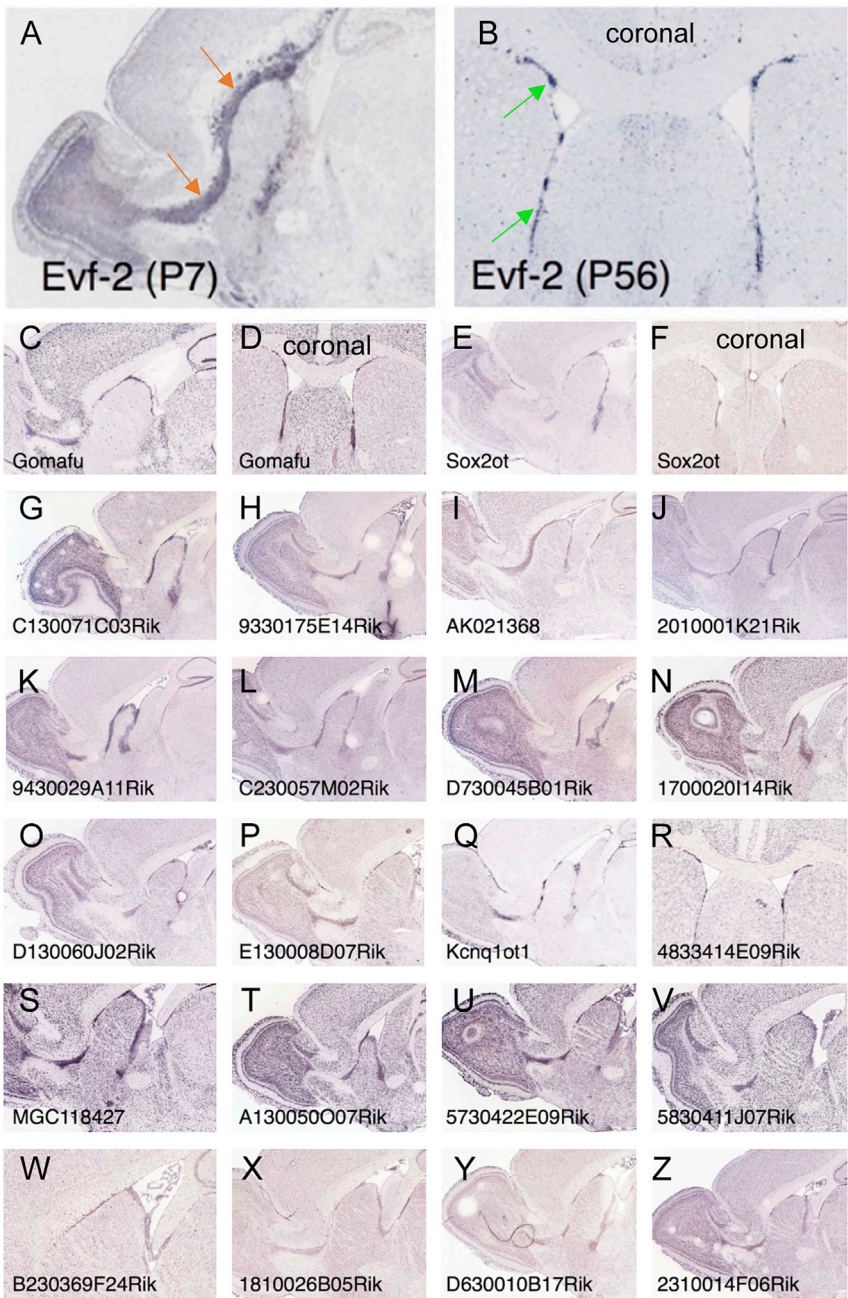 A
Evf-2 (P7)
B
coronal
Evf-2 (P56)
C
Gomafu
D
coronal
Gomafu
E
Sox2ot
F
coronal
Sox2ot
G
C130071C03Rik
H
9330175E14Rik
I
AK021368
J
2010001K21Rik
K
9430029A11Rik
L
C230057M02Rik
M
D730045B01Rik
N
1700020I14Rik
O
D130060J02Rik
P
E130008D07Rik
Q
Kcnq1ot1
R
4833414E09Rik
S
MGC118427
T
A130050O07Rik
U
5730422E09Rik
V
5830411J07Rik
W
B230369F24Rik
X
1810026B05Rik
Y
D630010B17Rik
Z
2310014F06Rik